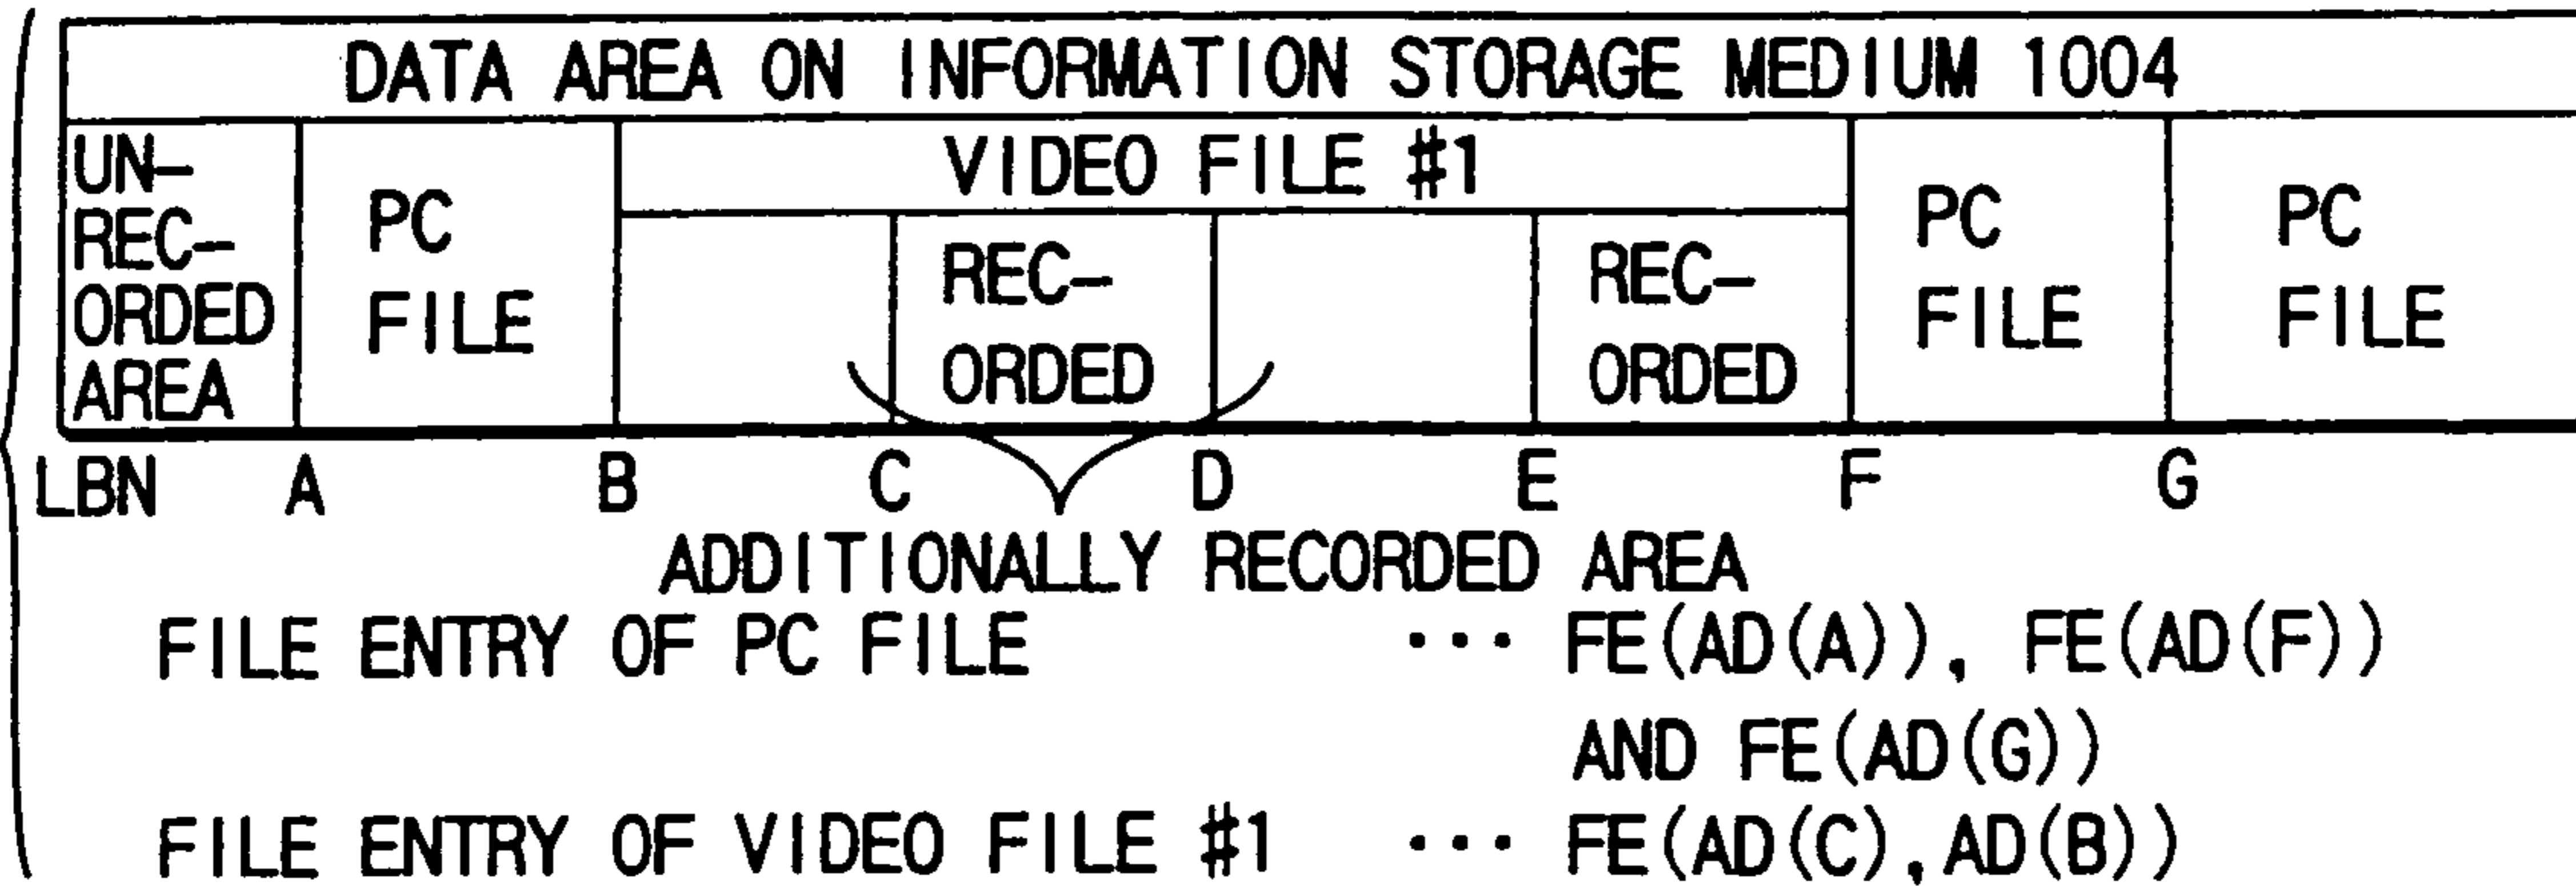 DATA AREA ON INFORMATION STORAGE MEDIUM 1004
UN-
REC-
ORDED
AREA
PC
FILE
VIDEO FILE #1
REC-
ORDED
REC-
ORDED
PC
FILE
PC
FILE
LBN A B C D E F G
ADDITIONALLY RECORDED AREA
FILE ENTRY OF PC FILE ··· FE(AD(A)), FE(AD(F))
AND FE(AD(G))
FILE ENTRY OF VIDEO FILE #1 ··· FE(AD(C),AD(B))